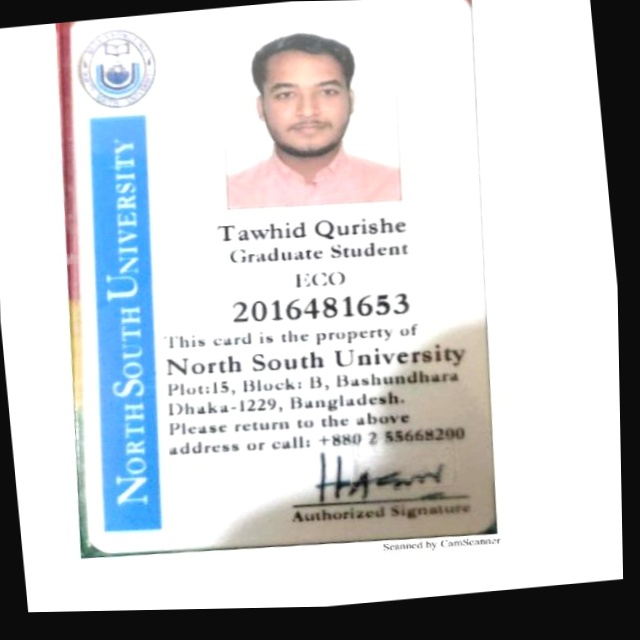 NORTH SOUTH UNIVERSITY
Tawhid Qurishe
Graduate Student
ECO
2016481653
This card is the property of
North South University
Plot:15, Block: B, Bashundhara
Dhaka-1229, Bangladesh.
Please return to the above
address or call: +880 2 55668200
Authorized Signature
Scanned by CamScanner